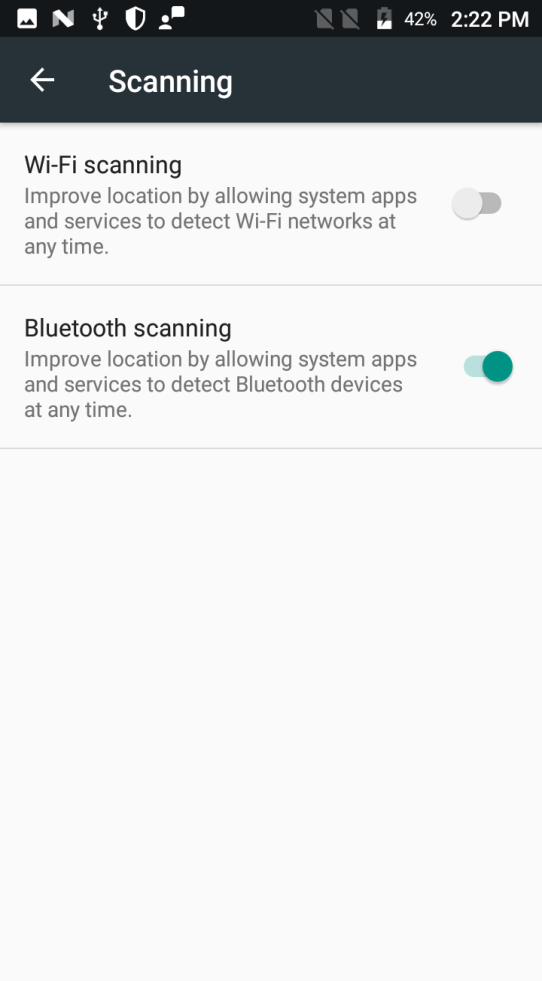 42% 2:22 PM
Scanning
Wi-Fi scanning
Improve location by allowing system apps
and services to detect Wi-Fi networks at
any time.
Bluetooth scanning
Improve location by allowing system apps
and services to detect Bluetooth devices
at any time.